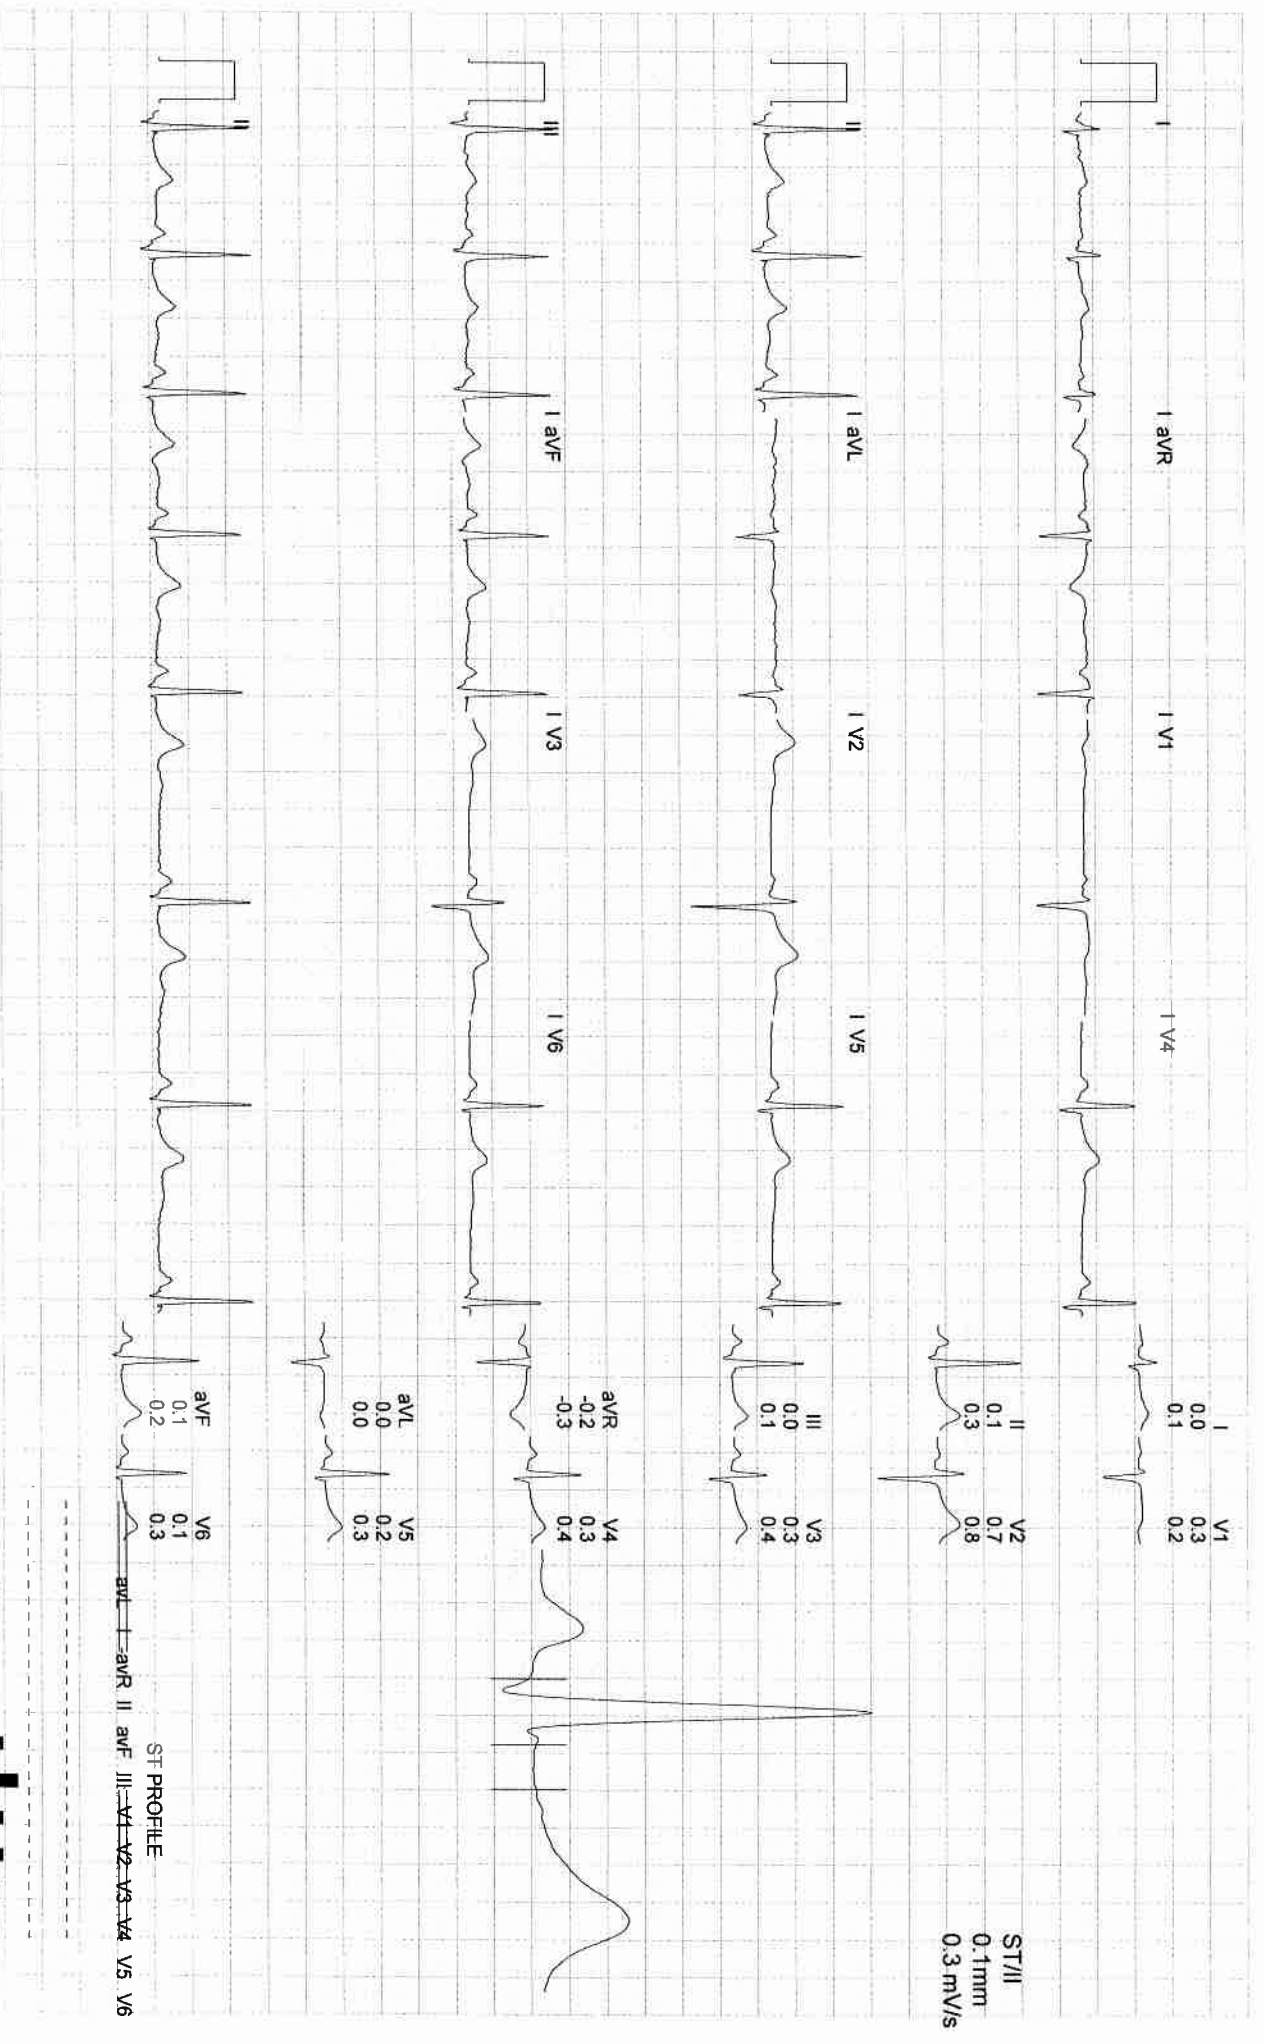 I
I aVR
I V1
I V4
II
I aVL
I V2
I V5
III
I aVF
I V3
I V6
II
I
0.0
0.1
V1
0.3
0.2
II
0.1
0.3
V2
0.7
0.8
III
0.0
0.1
V3
0.3
0.4
aVR
-0.2
-0.3
V4
0.3
0.4
aVL
0.0
0.0
V5
0.2
0.3
aVF
0.1
0.2
V6
0.1
0.3
ST/II
0.1mm
0.3 mV/s
ST PROFILE
avL I -avR II avF III V1 V2 V3 V4 V5 V6